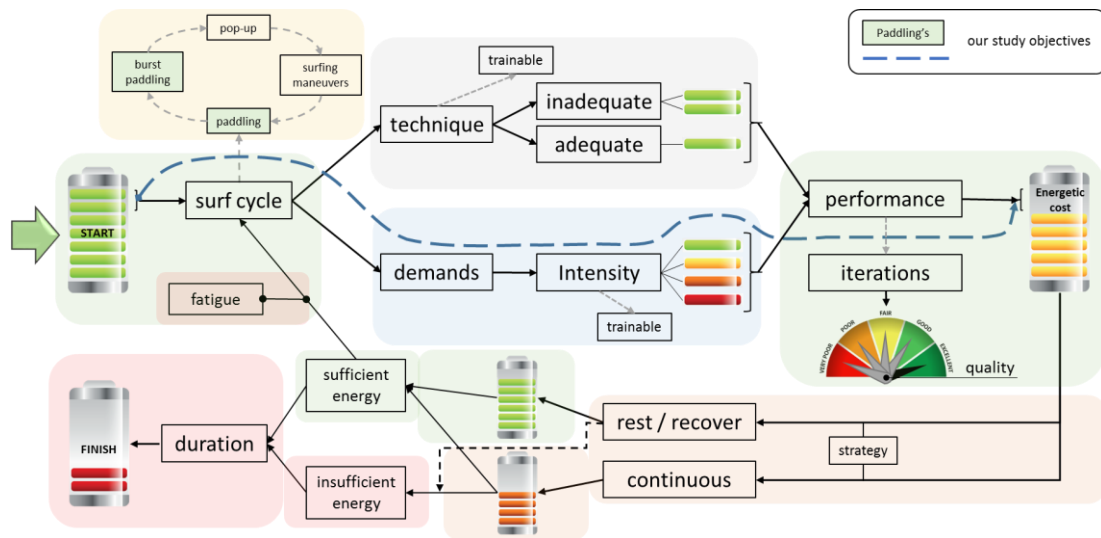 pop-up
burst
paddling
surfing
maneuvers
paddling
trainable
technique
inadequate
adequate
Paddling's
our study objectives
START
surf cycle
performance
Energetic
cost
demands
Intensity
iterations
trainable
fatigue
VERY POOR
POOR
FAIR
GOOD
EXCELLENT
quality
sufficient
energy
rest / recover
FINISH
duration
strategy
insufficient
energy
continuous